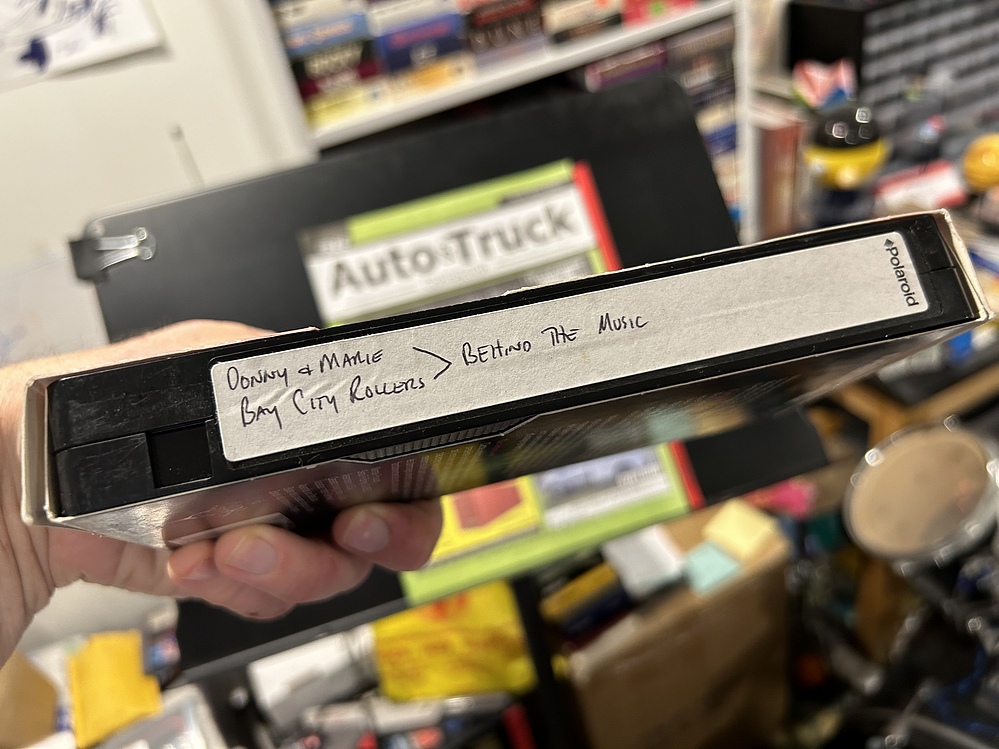 Auto Truck
Polaroid
DONNY & MARIE
BAY CITY ROLLERS > BEHIND THE MUSIC